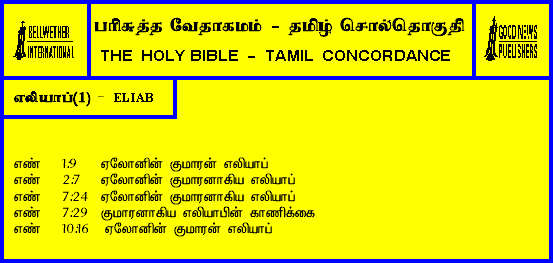 BELLWETHER
INTERNATIONAL
பரிசுத்த வேதாகமம் - தமிழ் சொல்தொகுதி
THE HOLY BIBLE - TAMIL CONCORDANCE
GOOD NEWS
PUBLISHERS
எலியாப்(1) - ELIAB
எண் 1:9 ஏலோனின் குமாரன் எலியாப்
எண் 2:7 ஏலோனின் குமாரனாகிய எலியாப்
எண் 7:24 ஏலோனின் குமாரனாகிய எலியாப்
எண் 7:29 குமாரனாகிய எலியாபின் காணிக்கை
எண் 10:16 ஏலோனின் குமாரன் எலியாப்